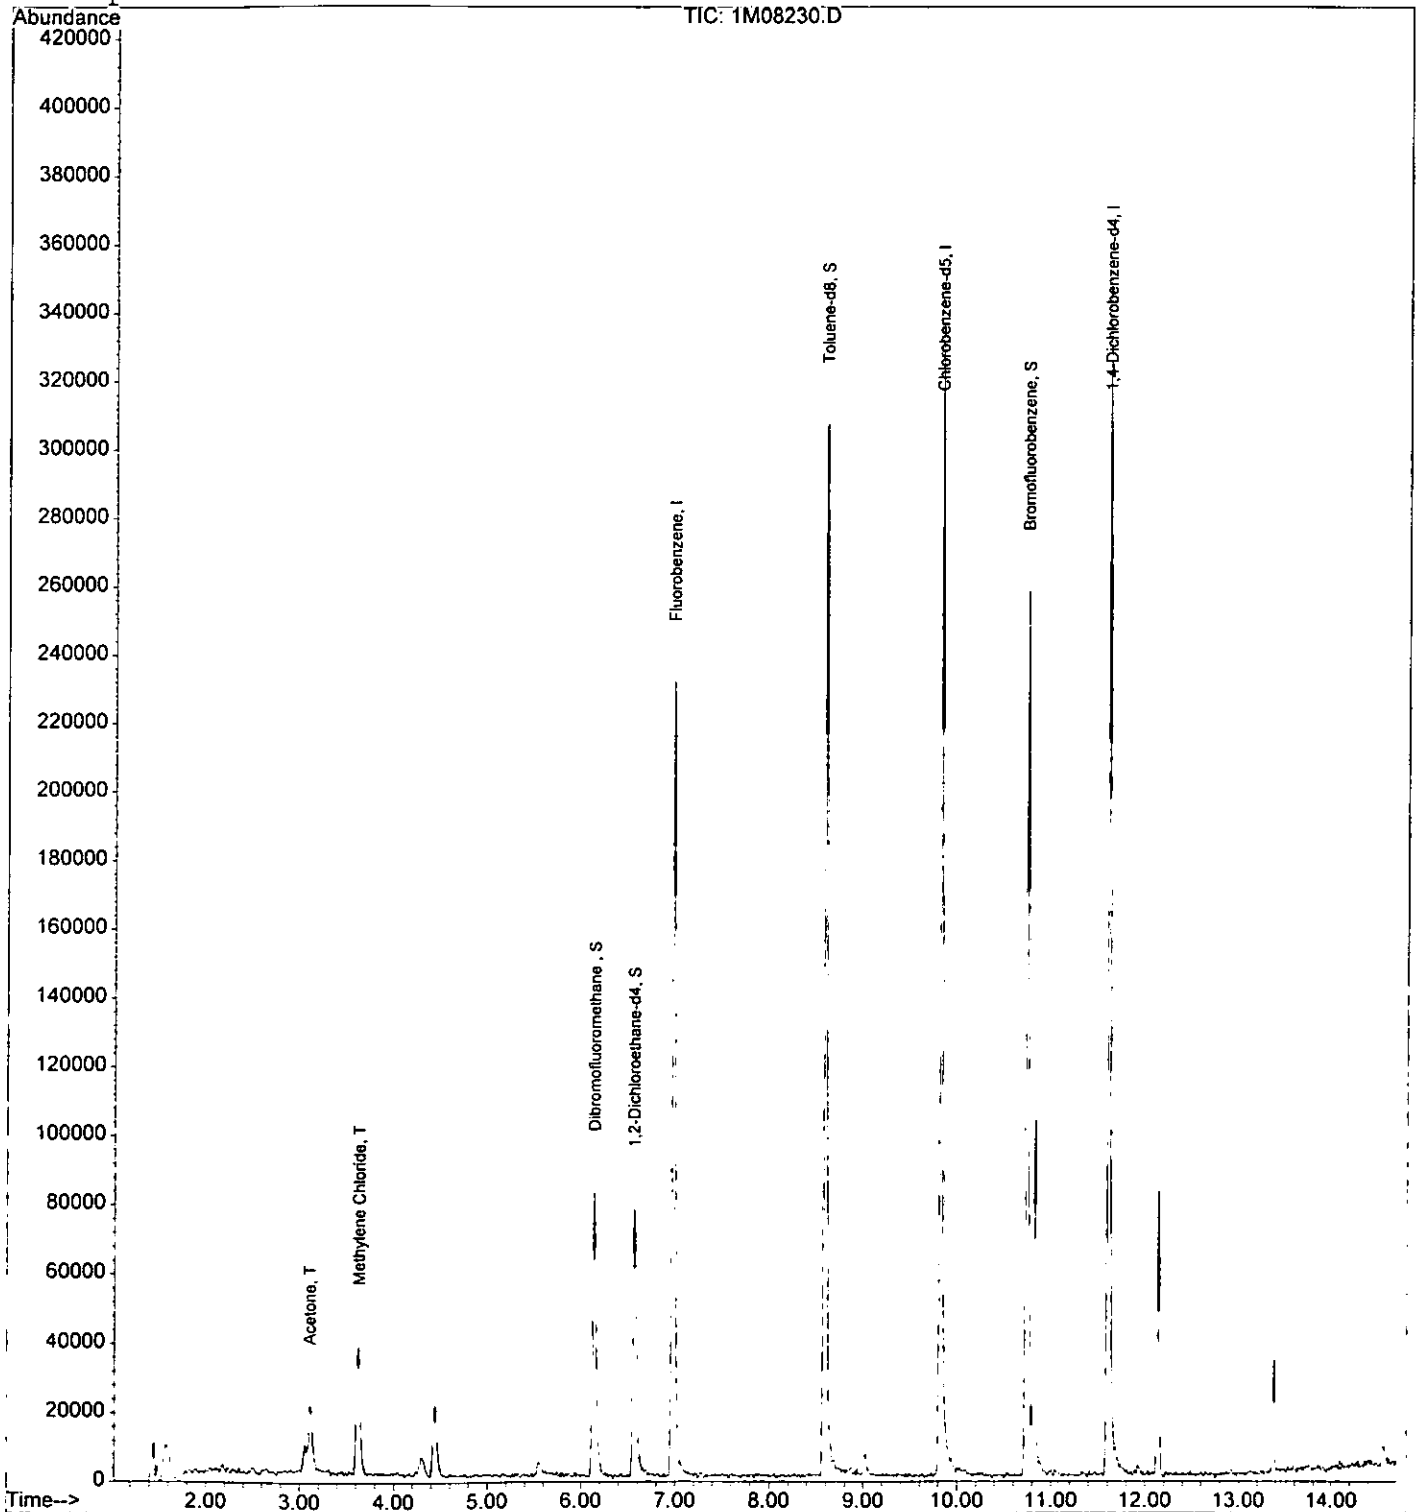 Abundance
TIC: 1M08230.D
420000
400000
380000
360000
340000
320000
300000
280000
260000
240000
220000
200000
180000
160000
140000
120000
100000
80000
60000
40000
20000
0
Acetone, T
Methylene Chloride, T
Dibromofluoromethane , S
1,2-Dichloroethane-d4, S
Fluorobenzene, I
Toluene-d8, S
Chlorobenzene-d5, I
Bromofluorobenzene, S
1,4-Dichlorobenzene-d4, I
Time--> 2.00 3.00 4.00 5.00 6.00 7.00 8.00 9.00 10.00 11.00 12.00 13.00 14.00